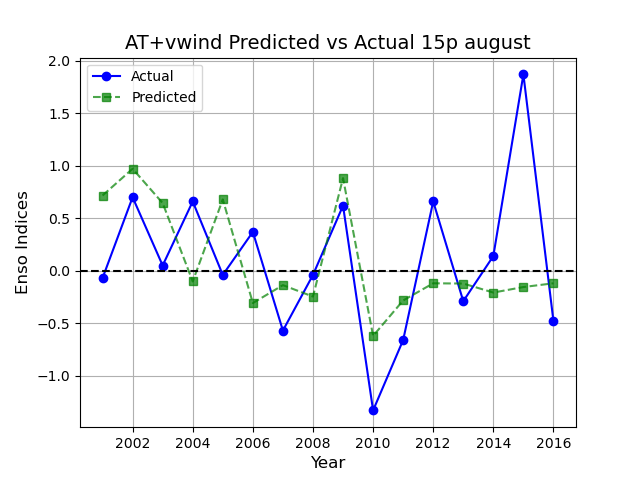 AT+vwind Predicted vs Actual 15p august
Actual
Predicted
Enso Indices
2.0
1.5
1.0
0.5
0.0
−0.5
−1.0
2002 2004 2006 2008 2010 2012 2014 2016
Year